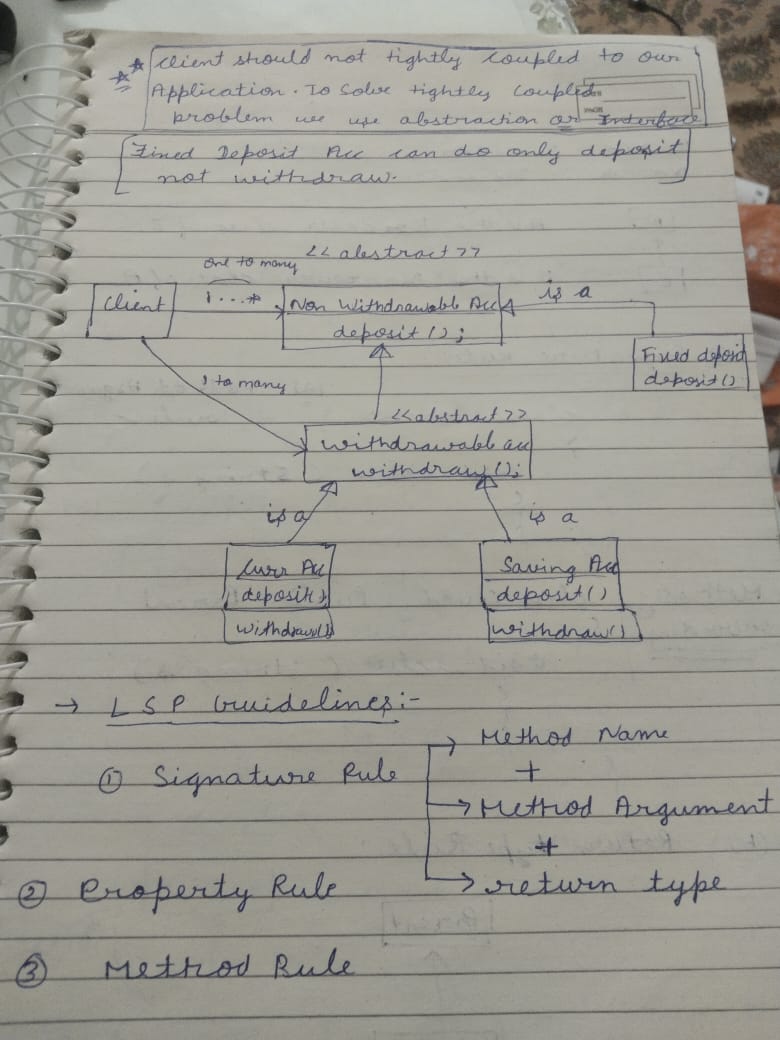 Client should not tightly coupled to our
Application. To solve tightly coupled
problem we use abstraction or Interface
Fined Deposit Acc can do only deposit
not withdraw.
<<abstract>>
one to many
Client
1...*
Non Withdrawable Acc
deposit();
is a
Fixed deposit
deposit()
1 to many
<<abstract>>
withdrawable acc
withdraw();
is a
is a
Curr Acc
deposit()
withdraw()
Saving Acc
deposit()
withdraw()
→ LSP Guidelines:-
① Signature Rule
Method Name
+
Method Argument
+
return type
② Property Rule
③ Method Rule